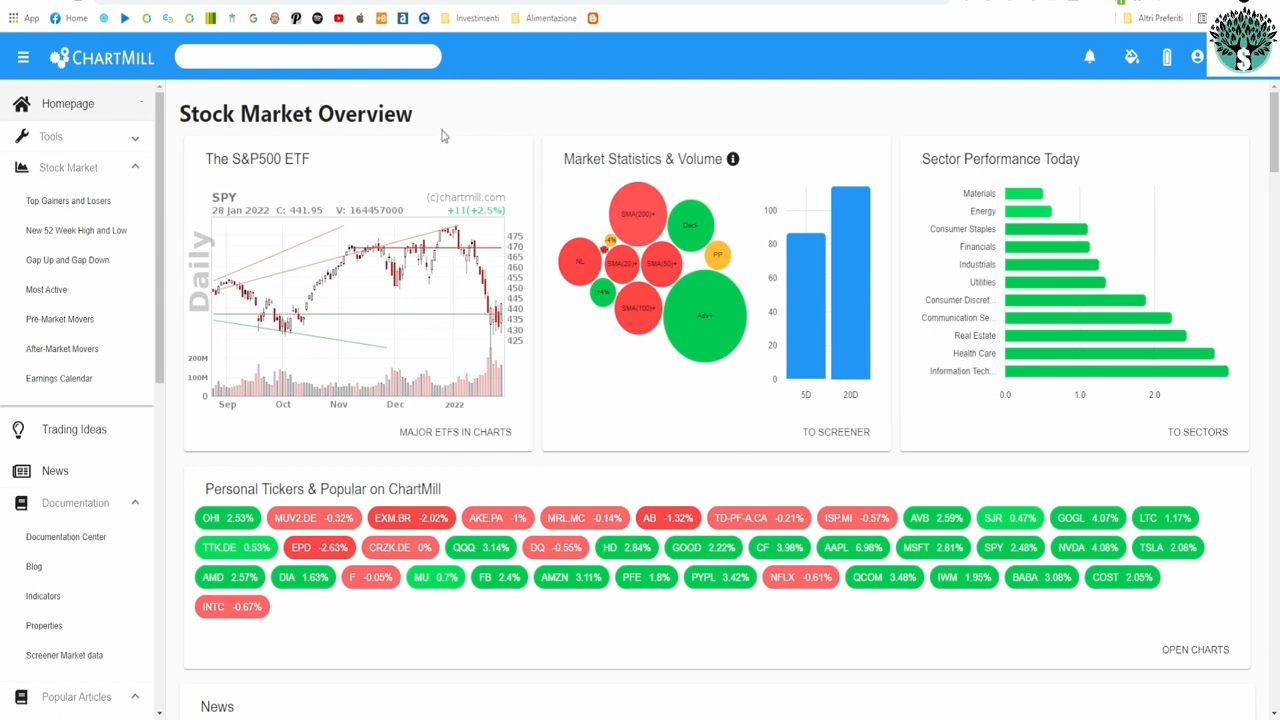 App
Home
Investimenti
Alimentazione
Altri Preferiti
CHARTMILL
Homepage
Tools
Stock Market
Top Gainers and Losers
New 52 Week High and Low
Gap Up and Gap Down
Most Active
Pre-Market Movers
After-Market Movers
Earnings Calendar
Trading Ideas
News
Documentation
Documentation Center
Blog
Indicators
Properties
Screener Market data
Popular Articles
Stock Market Overview
The S&P500 ETF
SPY (c)chartmill.com
28 Jan 2022 C: 441.95 V: 164457000 +11(+2.5%)
Daily
475
470
465
460
455
450
445
440
435
430
425
200M
100M
0
Sep Oct Nov Dec 2022
MAJOR ETFS IN CHARTS
Market Statistics & Volume
SMA(200)+
Decl-
-4%
NL
SMA(20)+
SMA(50)+
PP
+4%
SMA(100)+
Adv+
100
80
60
40
20
0
5D 20D
TO SCREENER
Sector Performance Today
Materials
Energy
Consumer Staples
Financials
Industrials
Utilities
Consumer Discret...
Communication Se...
Real Estate
Health Care
Information Tech...
0.0 1.0 2.0
TO SECTORS
Personal Tickers & Popular on ChartMill
OHI 2.53% MUV2.DE -0.32% EXM.BR -2.02% AKE.PA -1% MRL.MC -0.14% AB -1.32% TD-PF-A.CA -0.21% ISP.MI -0.57% AVB 2.59% SJR 0.47% GOGL 4.07% LTC 1.17%
TTK.DE 0.53% EPD -2.63% CRZK.DE 0% QQQ 3.14% DQ -0.55% HD 2.84% GOOD 2.22% CF 3.98% AAPL 6.98% MSFT 2.81% SPY 2.48% NVDA 4.08% TSLA 2.08%
AMD 2.57% DIA 1.63% F -0.05% MU 0.7% FB 2.4% AMZN 3.11% PFE 1.8% PYPL 3.42% NFLX -0.61% QCOM 3.48% IWM 1.95% BABA 3.08% COST 2.05%
INTC -0.67%
OPEN CHARTS
News